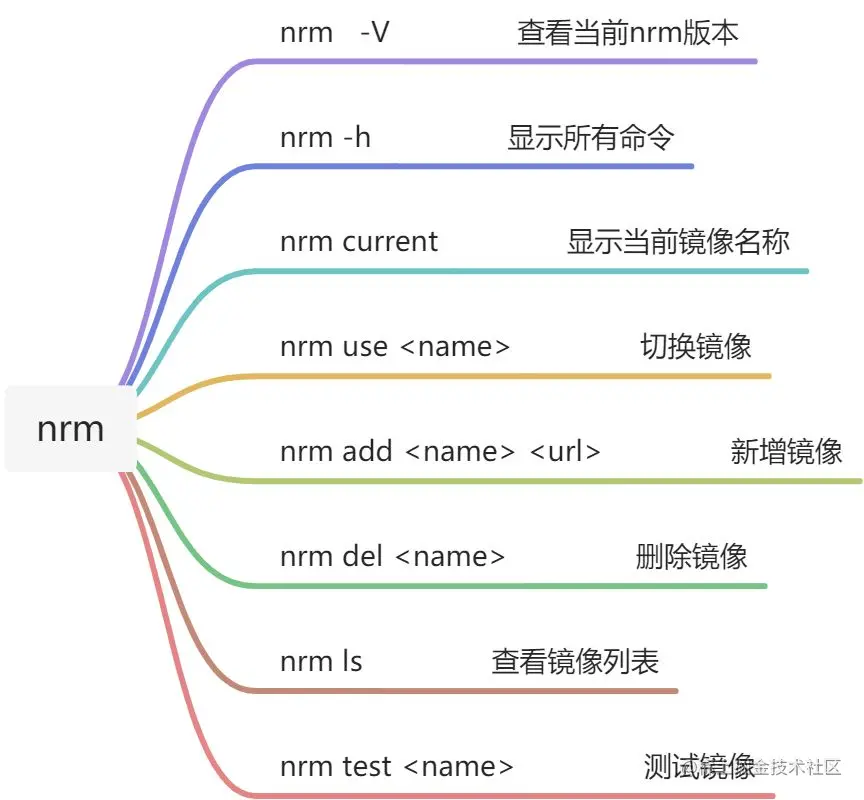 nrm -V 查看当前nrm版本
nrm -h 显示所有命令
nrm current 显示当前镜像名称
nrm use <name> 切换镜像
nrm
nrm add <name> <url> 新增镜像
nrm del <name> 删除镜像
nrm ls 查看镜像列表
nrm test <name> 测试镜像
金技术社区